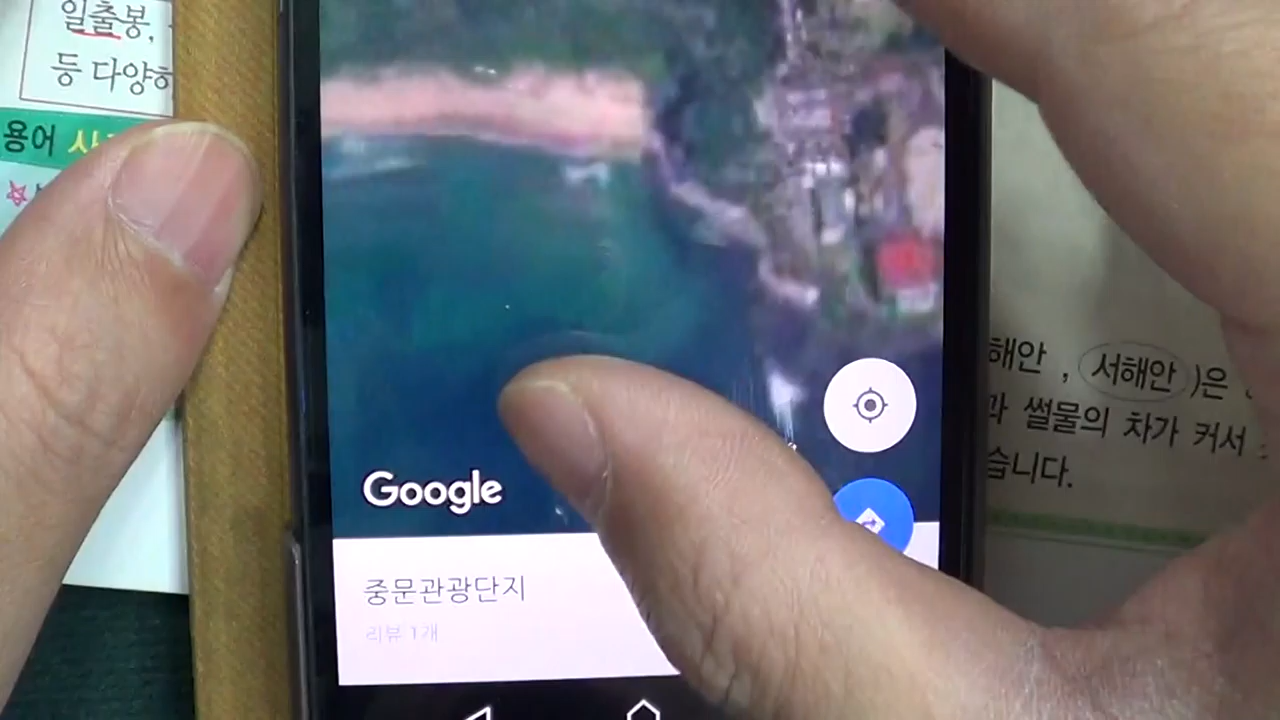 일출봉,
등 다양하
용어
Google
중문관광단지
리뷰 1개
해안 , 서해안 )은
과 썰물의 차가 커서
습니다.